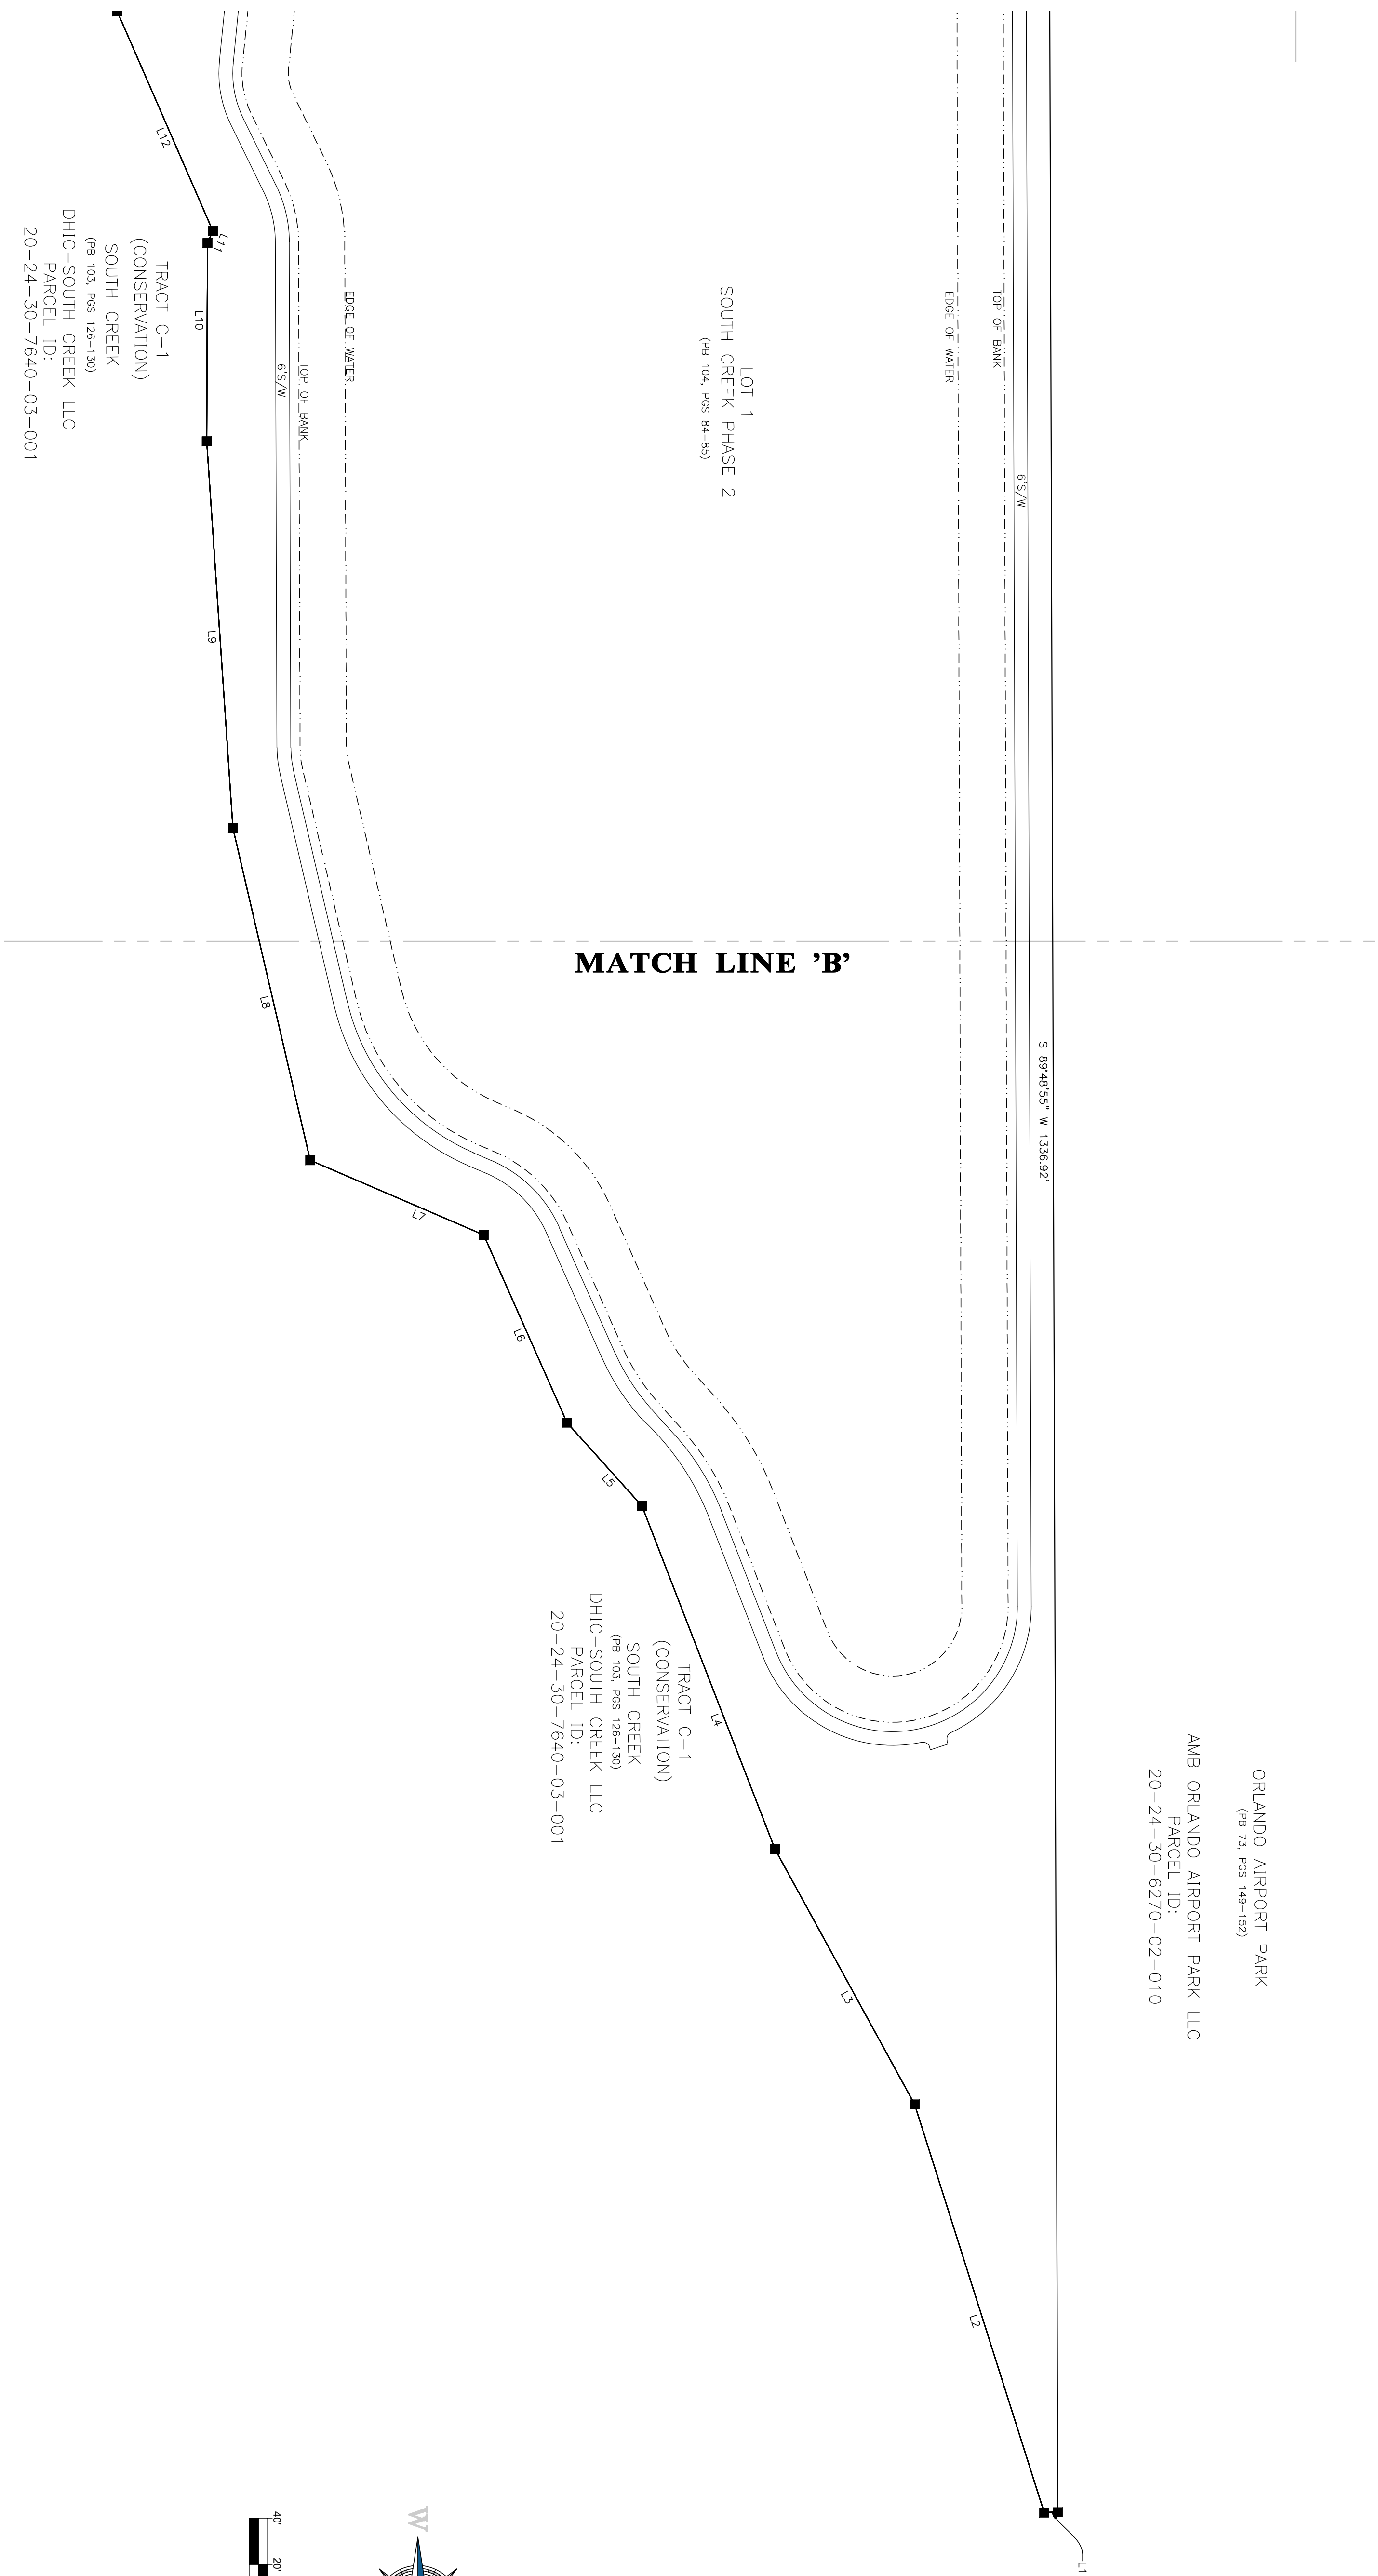 L12
L11
TRACT C-1
(CONSERVATION)
SOUTH CREEK
(PB 103, PGS 126-130)
DHIC-SOUTH CREEK LLC
PARCEL ID:
20-24-30-7640-03-001
L10
EDGE OF WATER
TOP OF BANK
6'S/W
LOT 1
SOUTH CREEK PHASE 2
(PB 104, PGS 84-85)
TOP OF BANK
EDGE OF WATER
6'S/W
L9
MATCH LINE 'B'
L8
S 89°48'55" W 1336.92'
L7
L6
L5
TRACT C-1
(CONSERVATION)
SOUTH CREEK
(PB 103, PGS 126-130)
DHIC-SOUTH CREEK LLC
PARCEL ID:
20-24-30-7640-03-001
L4
ORLANDO AIRPORT PARK
(PB 73, PGS 149-152)
AMB ORLANDO AIRPORT PARK LLC
PARCEL ID:
20-24-30-6270-02-010
L3
L2
L1
W
40'
20'